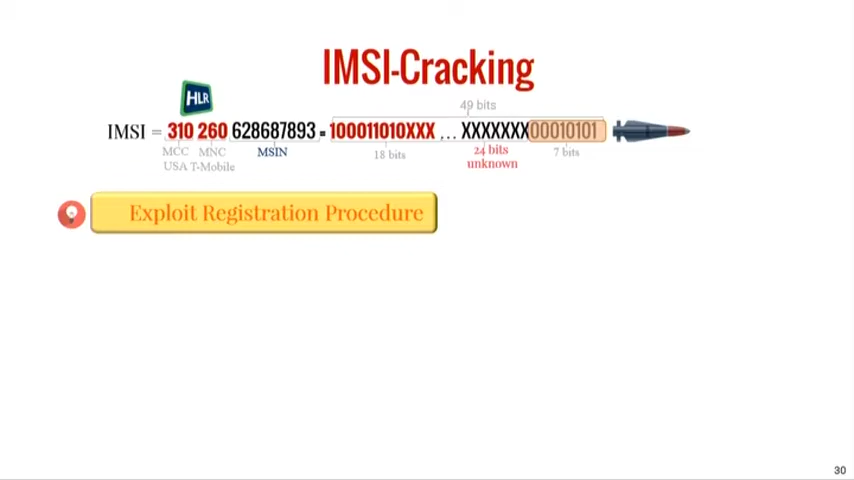 IMSI-Cracking
HLR
49 bits
IMSI = 310 260 628687893 = 100011010XXX ... XXXXXXX00010101
MCC MNC MSIN 18 bits 24 bits 7 bits
USA T-Mobile unknown
Exploit Registration Procedure
30